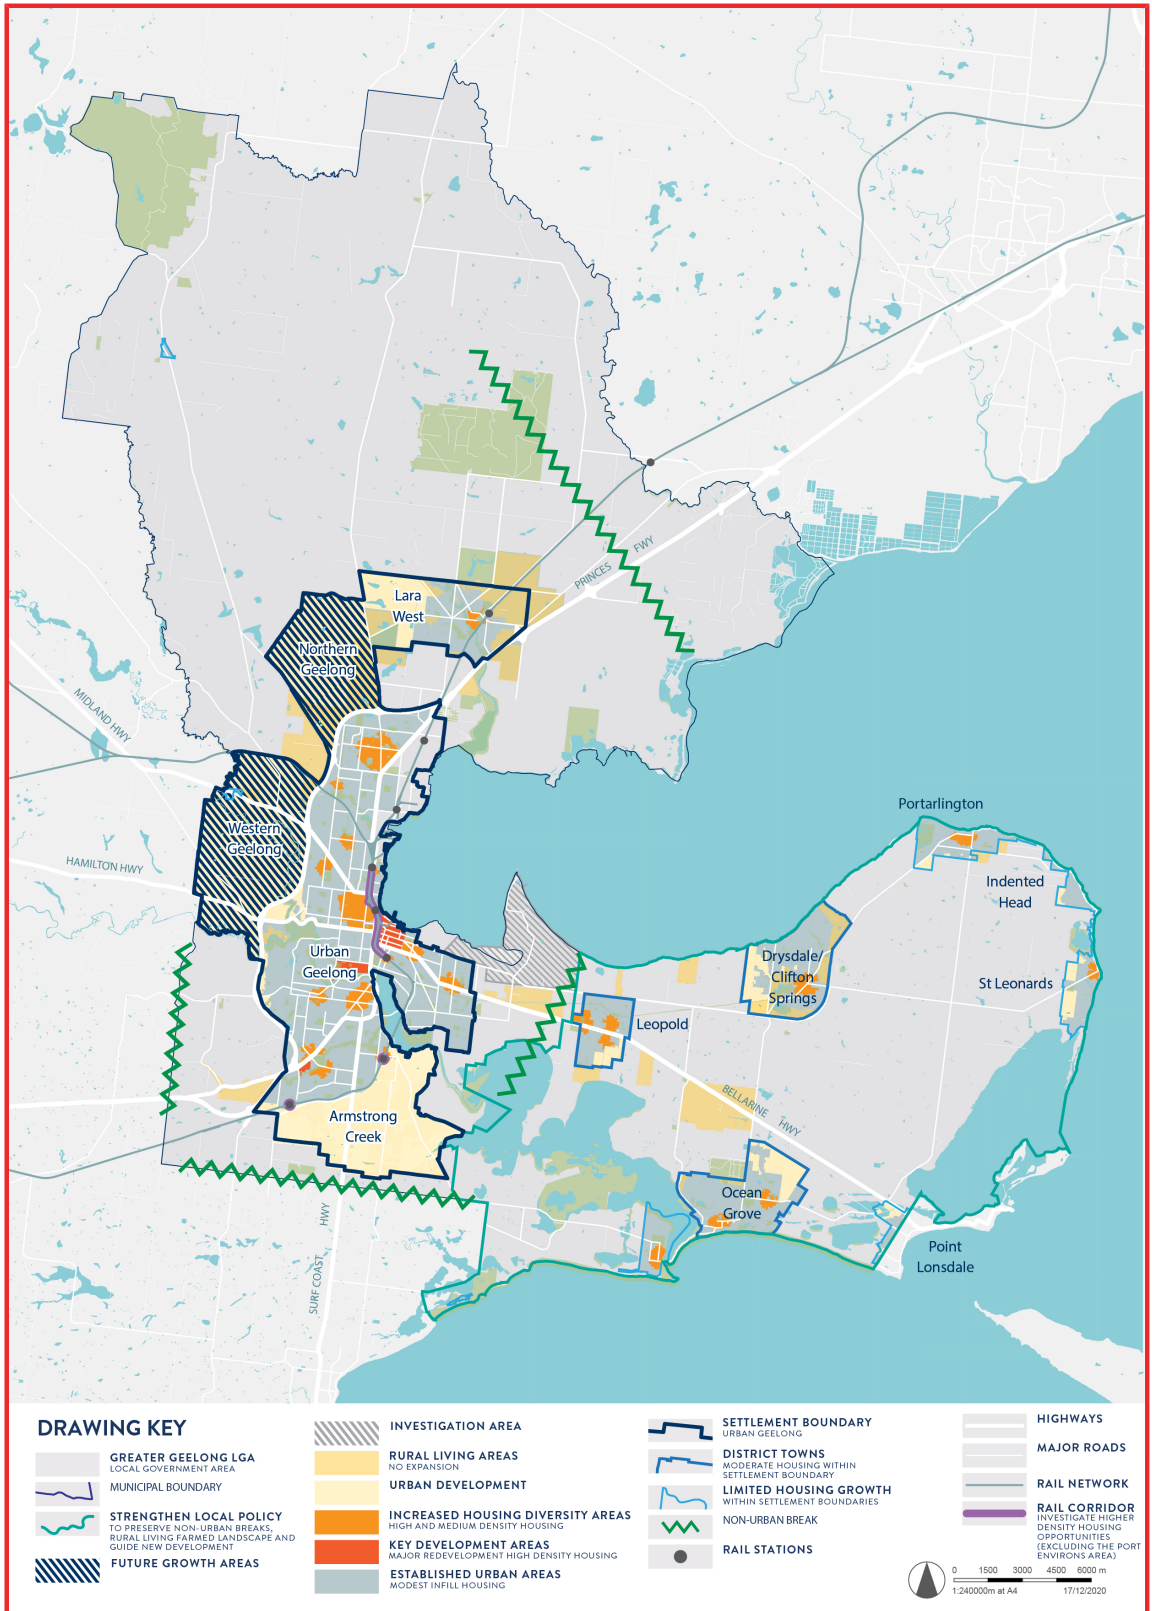 Lara
West
PRINCES FWY
Northern
Geelong
MIDLAND HWY
Western
Geelong
HAMILTON HWY
Portarlington
Indented
Head
Urban
Geelong
Drysdale/
Clifton
Springs
St Leonards
Leopold
BELLARINE HWY
Armstrong
Creek
Ocean
Grove
Point
Lonsdale
SURF COAST HWY
DRAWING KEY
GREATER GEELONG LGA
LOCAL GOVERNMENT AREA
MUNICIPAL BOUNDARY
STRENGTHEN LOCAL POLICY
TO PRESERVE NON-URBAN BREAKS,
RURAL LIVING FARMED LANDSCAPE AND
GUIDE NEW DEVELOPMENT
FUTURE GROWTH AREAS
INVESTIGATION AREA
RURAL LIVING AREAS
NO EXPANSION
URBAN DEVELOPMENT
INCREASED HOUSING DIVERSITY AREAS
HIGH AND MEDIUM DENSITY HOUSING
KEY DEVELOPMENT AREAS
MAJOR REDEVELOPMENT HIGH DENSITY HOUSING
ESTABLISHED URBAN AREAS
MODEST INFILL HOUSING
SETTLEMENT BOUNDARY
URBAN GEELONG
DISTRICT TOWNS
MODERATE HOUSING WITHIN
SETTLEMENT BOUNDARY
LIMITED HOUSING GROWTH
WITHIN SETTLEMENT BOUNDARIES
NON-URBAN BREAK
RAIL STATIONS
HIGHWAYS
MAJOR ROADS
RAIL NETWORK
RAIL CORRIDOR
INVESTIGATE HIGHER
DENSITY HOUSING
OPPORTUNITIES
(EXCLUDING THE PORT
ENVIRONS AREA)
0 1500 3000 4500 6000 m
1:240000m at A4 17/12/2020